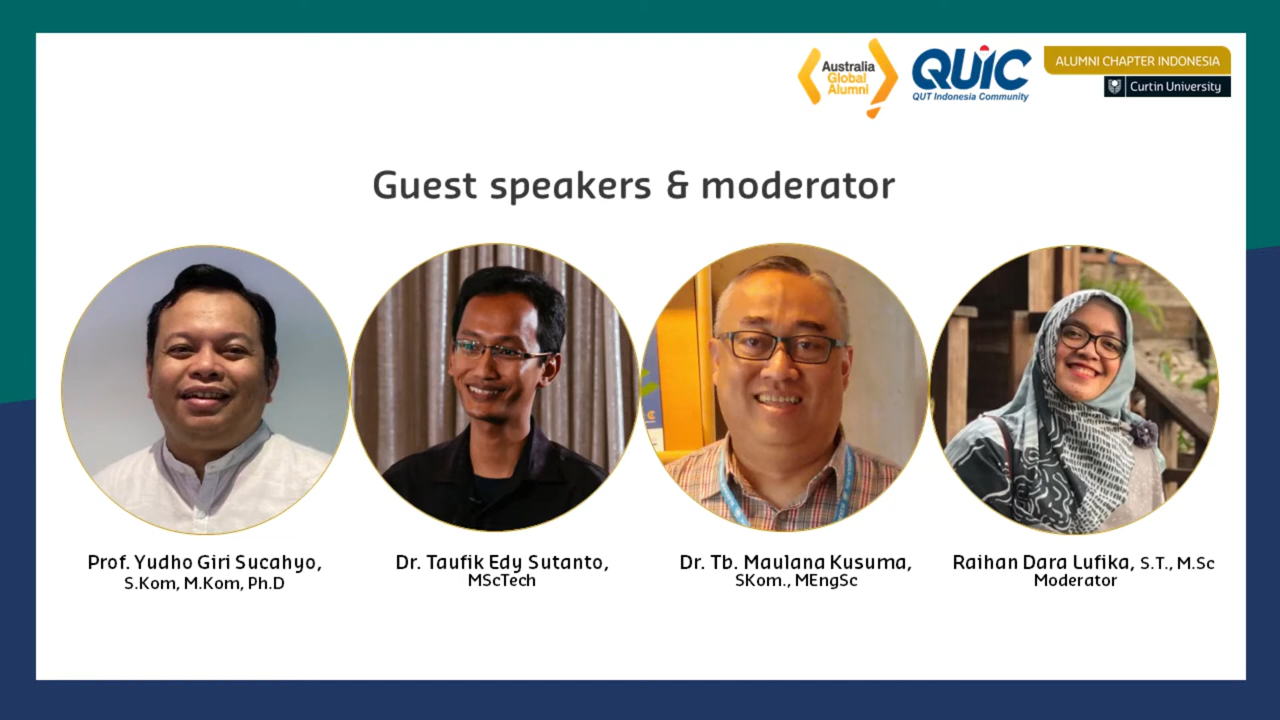 Australia
Global
Alumni
QUIC
QUT Indonesia Community
ALUMNI CHAPTER INDONESIA
Curtin University
Guest speakers & moderator
Prof. Yudho Giri Sucahyo,
S.Kom, M.Kom, Ph.D
Dr. Taufik Edy Sutanto,
MScTech
Dr. Tb. Maulana Kusuma,
SKom., MEngSc
Raihan Dara Lufika, S.T., M.Sc
Moderator